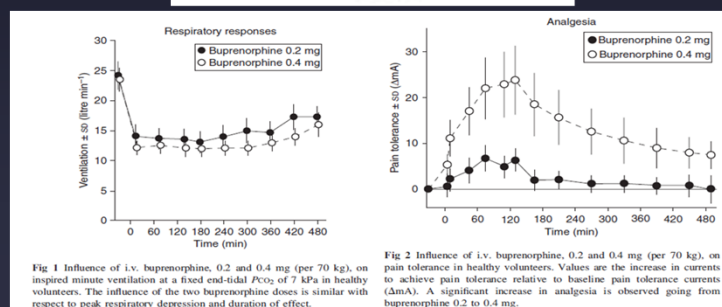 Respiratory responses
Buprenorphine 0.2 mg
Buprenorphine 0.4 mg
Ventilation ± SD (litre min⁻¹)
30
25
20
15
10
5
0
0 60 120 180 240 300 360 420 480
Time (min)
Fig 1 Influence of i.v. buprenorphine, 0.2 and 0.4 mg (per 70 kg), on
inspired minute ventilation at a fixed end-tidal PCO2 of 7 kPa in healthy
volunteers. The influence of the two buprenorphine doses is similar with
respect to peak respiratory depression and duration of effect.
Analgesia
Buprenorphine 0.2 mg
Buprenorphine 0.4 mg
Pain tolerance ± SD (ΔmA)
30
20
10
0
0 60 120 180 240 300 360 420 480
Time (min)
Fig 2 Influence of i.v. buprenorphine, 0.2 and 0.4 mg (per 70 kg), on
pain tolerance in healthy volunteers. Values are the increase in currents
to achieve pain tolerance relative to baseline pain tolerance currents
(ΔmA). A significant increase in analgesia is observed going from
buprenorphine 0.2 to 0.4 mg.